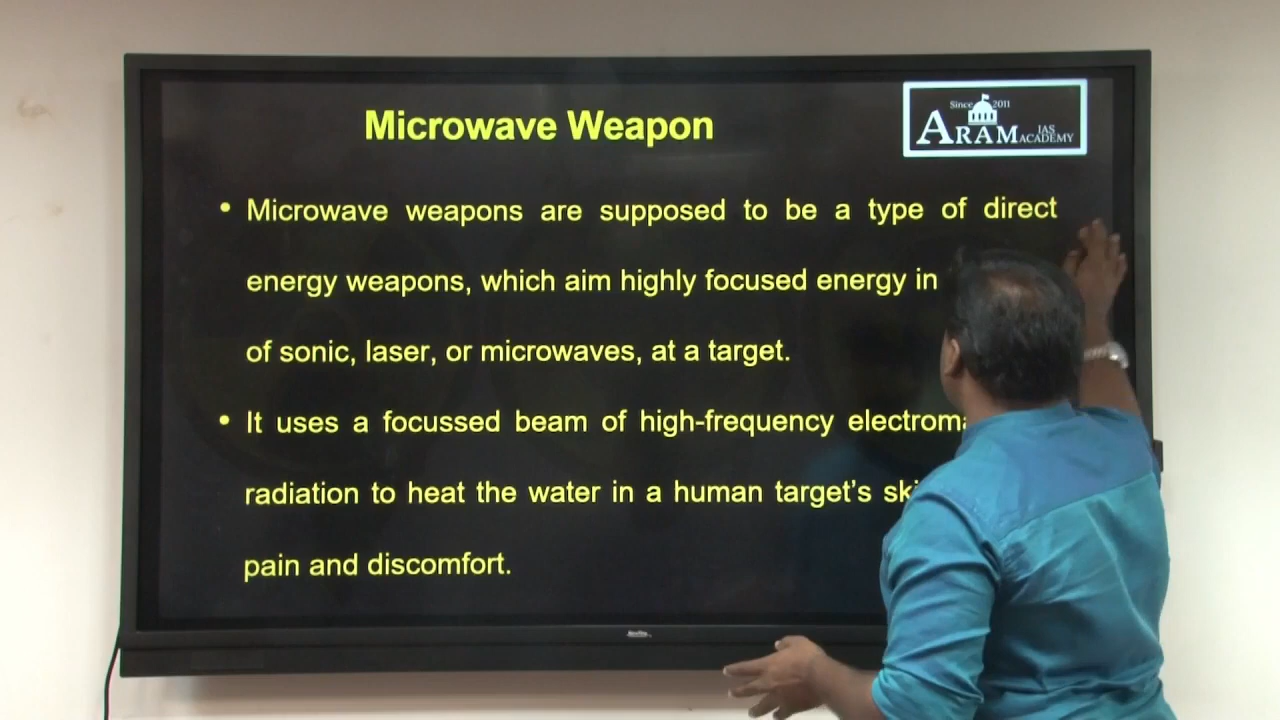 Microwave Weapon
Since 2011
ARAM IAS ACADEMY
• Microwave weapons are supposed to be a type of direct
energy weapons, which aim highly focused energy in
of sonic, laser, or microwaves, at a target.
• It uses a focussed beam of high-frequency
radiation to heat the water in a human target’s
pain and discomfort.